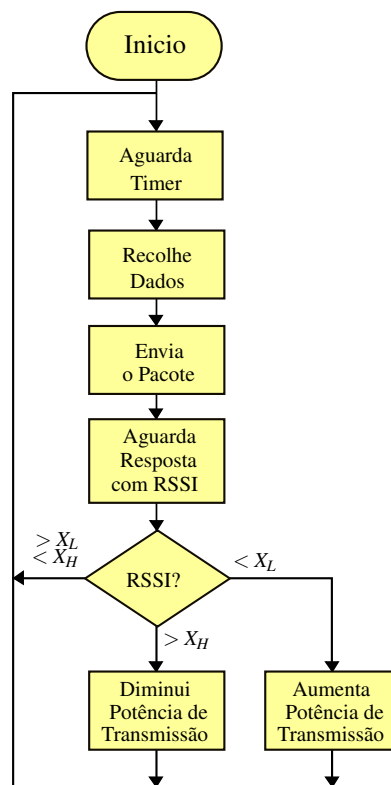 Inicio
Aguarda
Timer
Recolhe
Dados
Envia
o Pacote
Aguarda
Resposta
com RSSI
> X_L
< X_H
RSSI?
< X_L
> X_H
Diminui
Potência de
Transmissão
Aumenta
Potência de
Transmissão